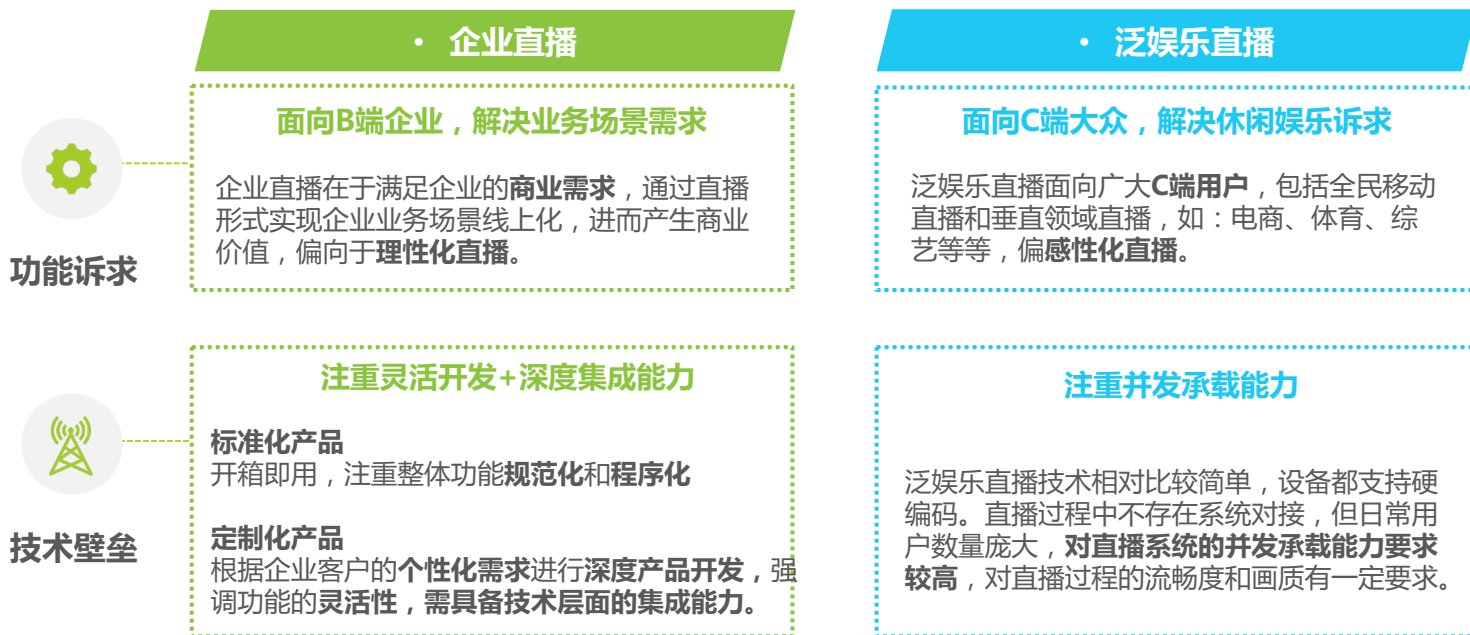 • 企业直播
• 泛娱乐直播
功能诉求
面向B端企业，解决业务场景需求
企业直播在于满足企业的商业需求，通过直播
形式实现企业业务场景线上化，进而产生商业
价值，偏向于理性化直播。
面向C端大众，解决休闲娱乐诉求
泛娱乐直播面向广大C端用户，包括全民移动
直播和垂直领域直播，如：电商、体育、综
艺等等，偏感性化直播。
技术壁垒
注重灵活开发+深度集成能力
标准化产品
开箱即用，注重整体功能规范化和程序化
定制化产品
根据企业客户的个性化需求进行深度产品开发，强
调功能的灵活性，需具备技术层面的集成能力。
注重并发承载能力
泛娱乐直播技术相对比较简单，设备都支持硬
编码。直播过程中不存在系统对接，但日常用
户数量庞大，对直播系统的并发承载能力要求
较高，对直播过程的流畅度和画质有一定要求。